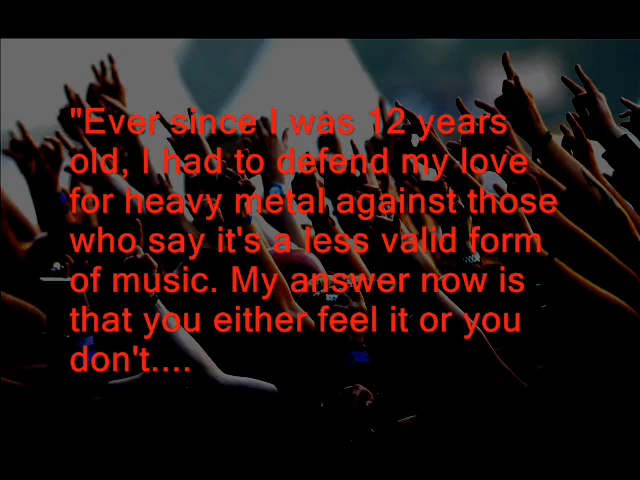 "Ever since I was 12 years
old, I had to defend my love
for heavy metal against those
who say it's a less valid form
of music. My answer now is
that you either feel it or you
don't....